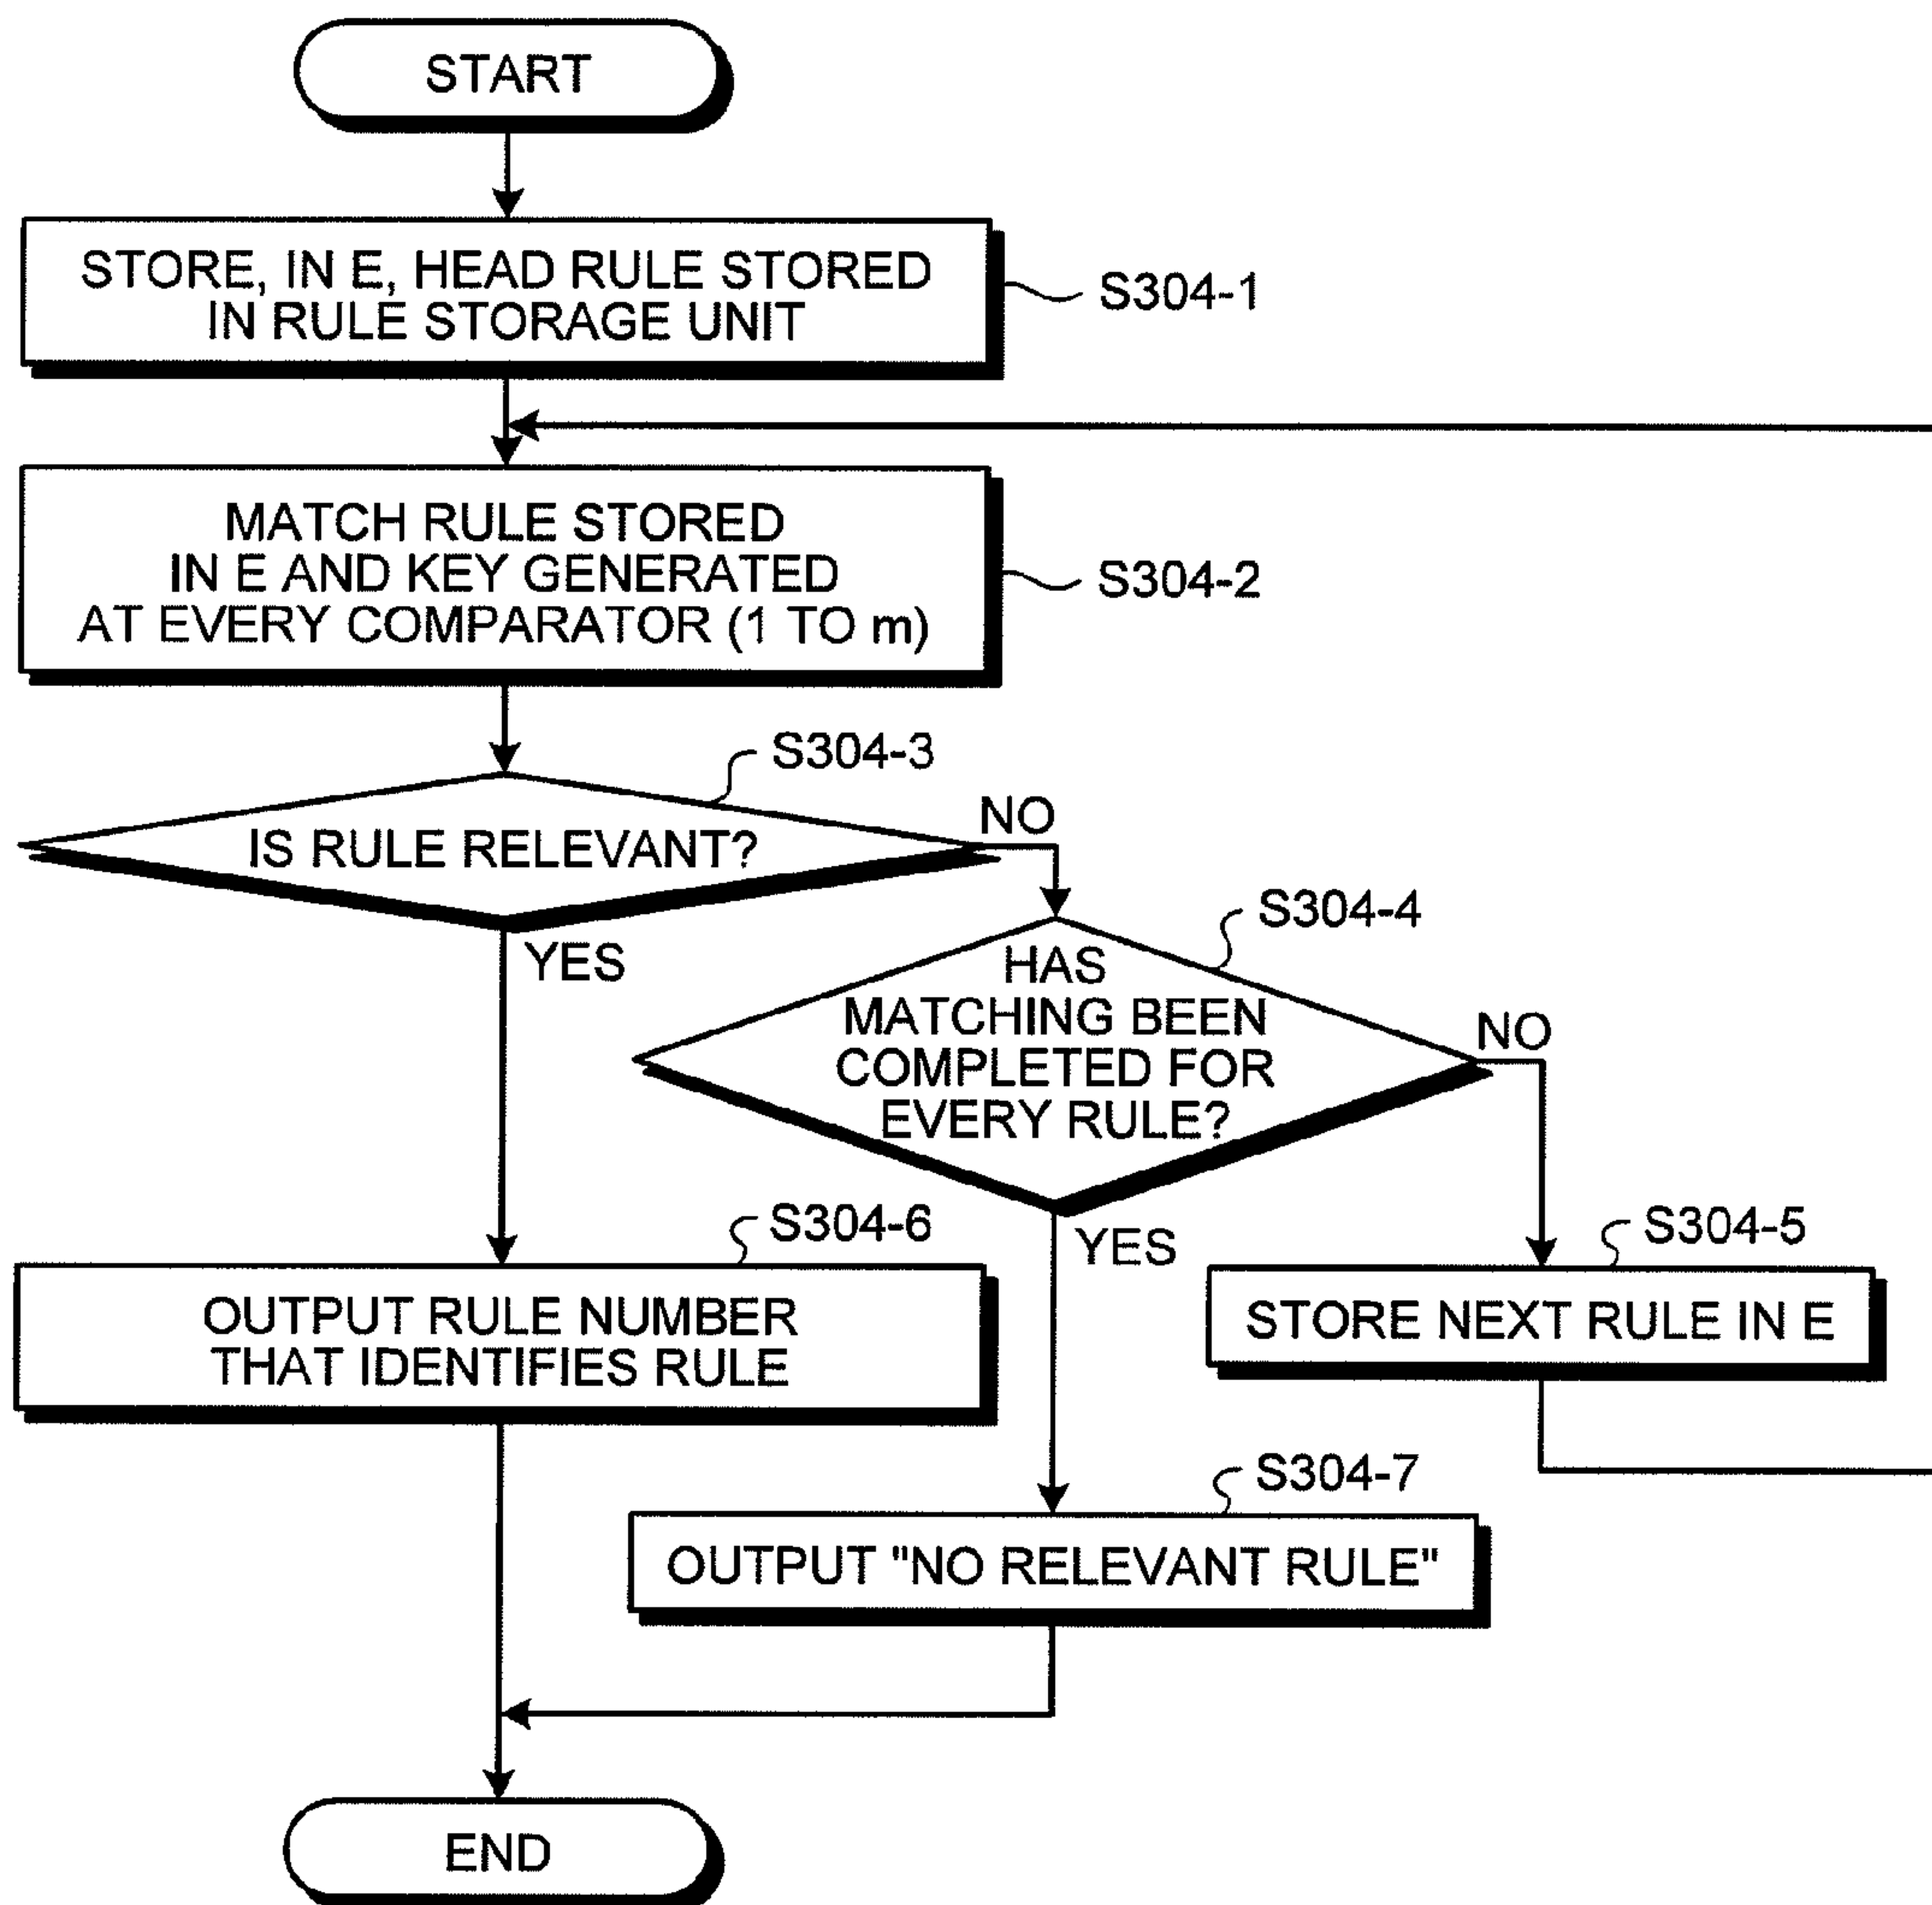 START
STORE, IN E, HEAD RULE STORED
IN RULE STORAGE UNIT
S304-1
MATCH RULE STORED
IN E AND KEY GENERATED
AT EVERY COMPARATOR (1 TO m)
S304-2
S304-3
IS RULE RELEVANT?
NO
YES
S304-4
HAS
MATCHING BEEN
COMPLETED FOR
EVERY RULE?
NO
YES
S304-6
OUTPUT RULE NUMBER
THAT IDENTIFIES RULE
S304-5
STORE NEXT RULE IN E
S304-7
OUTPUT "NO RELEVANT RULE"
END